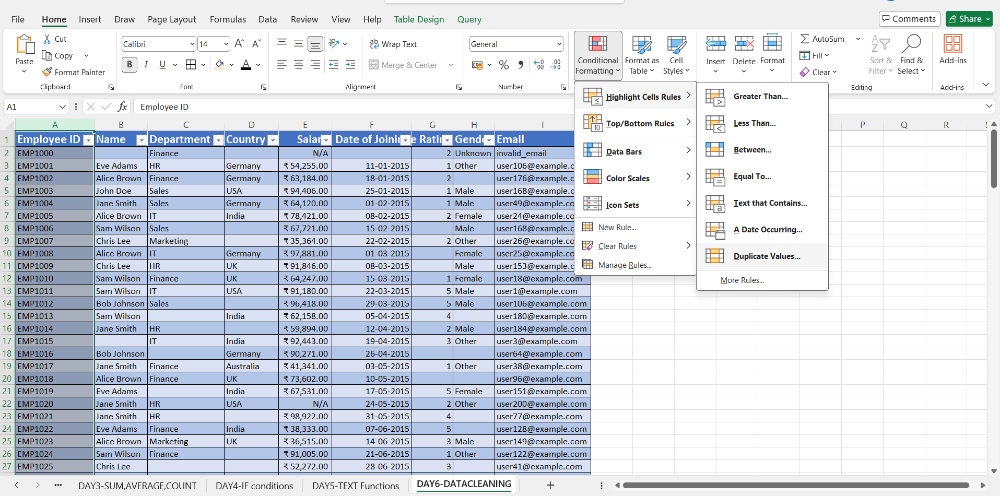 File Home Insert Draw Page Layout Formulas Data Review View Help Table Design Query Comments Share
Paste
Cut
Copy
Format Painter
Clipboard
Calibri 14
B I U
Font
Wrap Text
Merge & Center
Alignment
General
Number
Conditional Formatting
Format as Table
Cell Styles
Insert
Delete
Format
AutoSum
Fill
Clear
Sort & Filter
Find & Select
Editing
Add-ins
Add-ins
A1 fx Employee ID
A B C D E F G H I P Q R
1 Employee ID Name Department Country Salar Date of Joinin e Ratin Gende Email
2 EMP1000 Finance N/A 2 Unknown invalid_email
3 EMP1001 Eve Adams HR Germany ₹ 54,255.00 11-01-2015 1 Other user106@example.c
4 EMP1002 Alice Brown Finance Germany ₹ 63,184.00 18-01-2015 2 user176@example.c
5 EMP1003 John Doe Sales USA ₹ 94,406.00 25-01-2015 1 Male user168@example.c
6 EMP1004 Jane Smith Sales Germany ₹ 64,120.00 01-02-2015 1 Male user49@example.co
7 EMP1005 Alice Brown IT India ₹ 78,421.00 08-02-2015 2 Female user24@example.co
8 EMP1006 Sam Wilson Sales ₹ 67,721.00 15-02-2015 Male user168@example.c
9 EMP1007 Chris Lee Marketing ₹ 35,364.00 22-02-2015 2 Other user26@example.co
10 EMP1008 Alice Brown IT Germany ₹ 97,881.00 01-03-2015 Female user25@example.co
11 EMP1009 Chris Lee HR UK ₹ 91,846.00 08-03-2015 Male user153@example.c
12 EMP1010 Sam Wilson Finance UK ₹ 64,247.00 15-03-2015 1 Female user18@example.com
13 EMP1011 Sam Wilson IT USA ₹ 91,180.00 22-03-2015 5 Male user1@example.com
14 EMP1012 Bob Johnson Sales ₹ 96,418.00 29-03-2015 5 Male user106@example.com
15 EMP1013 Sam Wilson India ₹ 62,158.00 05-04-2015 4 user180@example.com
16 EMP1014 Jane Smith HR ₹ 59,894.00 12-04-2015 2 Male user184@example.com
17 EMP1015 IT India ₹ 92,443.00 19-04-2015 3 Other user3@example.com
18 EMP1016 Bob Johnson Germany ₹ 90,271.00 26-04-2015 user64@example.com
19 EMP1017 Jane Smith Finance Australia ₹ 41,341.00 03-05-2015 1 Other user38@example.com
20 EMP1018 Alice Brown Finance UK ₹ 73,602.00 10-05-2015 user96@example.com
21 EMP1019 Eve Adams India ₹ 67,531.00 17-05-2015 5 Female user151@example.com
22 EMP1020 Jane Smith HR USA N/A 24-05-2015 2 Other user200@example.com
23 EMP1021 Jane Smith HR ₹ 98,922.00 31-05-2015 4 user77@example.com
24 EMP1022 Eve Adams Finance India ₹ 38,333.00 07-06-2015 5 user128@example.com
25 EMP1023 Alice Brown Marketing UK ₹ 36,515.00 14-06-2015 3 Male user149@example.com
26 EMP1024 Sam Wilson Finance ₹ 91,005.00 21-06-2015 1 Other user122@example.com
27 EMP1025 Chris Lee ₹ 52,272.00 28-06-2015 3 user41@example.com
Highlight Cells Rules
Top/Bottom Rules
Data Bars
Color Scales
Icon Sets
New Rule...
Clear Rules
Manage Rules...
Greater Than...
Less Than...
Between...
Equal To...
Text that Contains...
A Date Occurring...
Duplicate Values...
More Rules...
DAY3-SUM,AVERAGE,COUNT DAY4-IF conditions DAY5-TEXT Functions DAY6-DATACLEANING